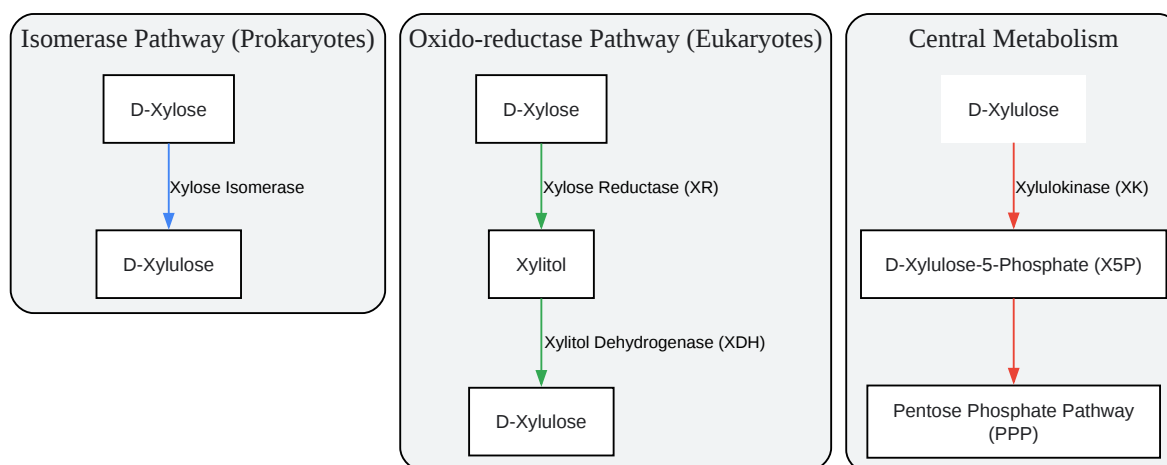 Isomerase Pathway (Prokaryotes)
D-Xylose
Xylose Isomerase
D-Xylulose
Oxido-reductase Pathway (Eukaryotes)
D-Xylose
Xylose Reductase (XR)
Xylitol
Xylitol Dehydrogenase (XDH)
D-Xylulose
Central Metabolism
D-Xylulose
Xylulokinase (XK)
D-Xylulose-5-Phosphate (X5P)
Pentose Phosphate Pathway
(PPP)